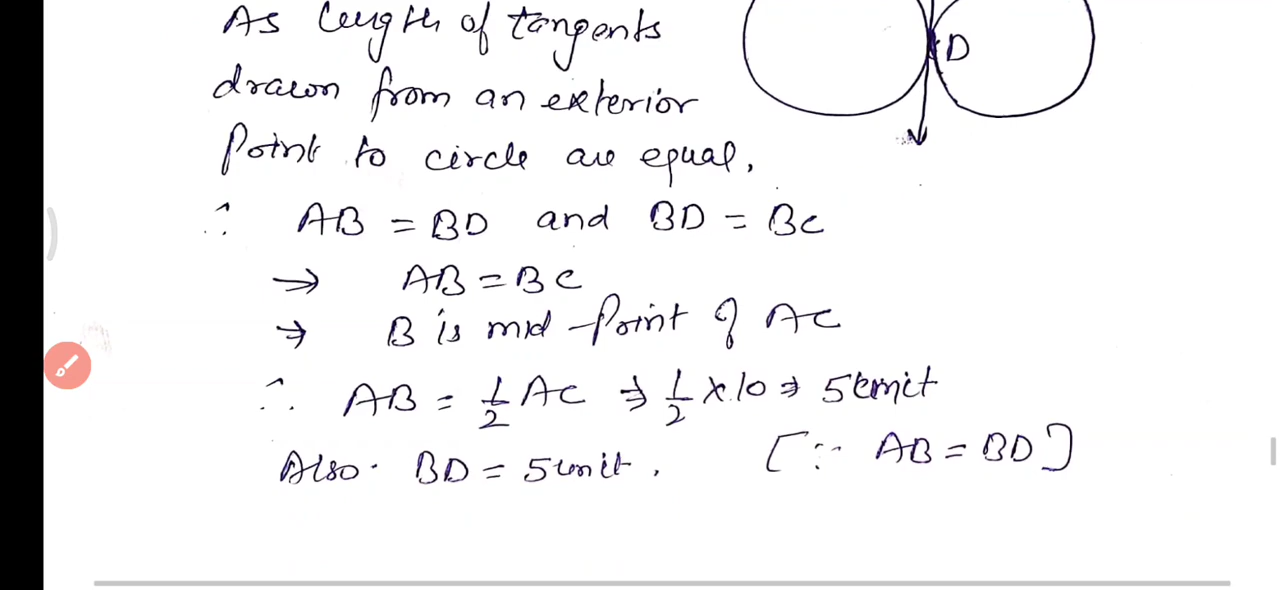 As length of tangents
drawn from an exterior
Point to circle are equal.
D
∴ AB = BD and BD = BC
⇒ AB = BC
⇒ B is mid-Point of AC
∴ AB = 1/2 AC ⇒ 1/2 × 10 ⇒ 5 unit
Also. BD = 5 unit. [∵ AB = BD]